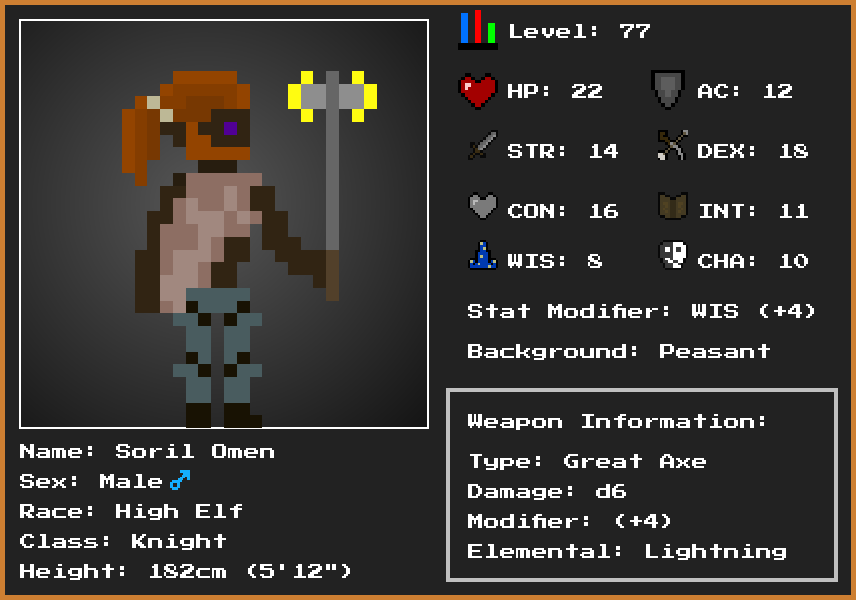 Level: 77
HP: 22 AC: 12
STR: 14 DEX: 18
CON: 16 INT: 11
WIS: 8 CHA: 10
Stat Modifier: WIS (+4)
Background: Peasant
Weapon Information:
Type: Great Axe
Damage: d6
Modifier: (+4)
Elemental: Lightning
Name: Soril Omen
Sex: Male♂
Race: High Elf
Class: Knight
Height: 182cm (5'12")